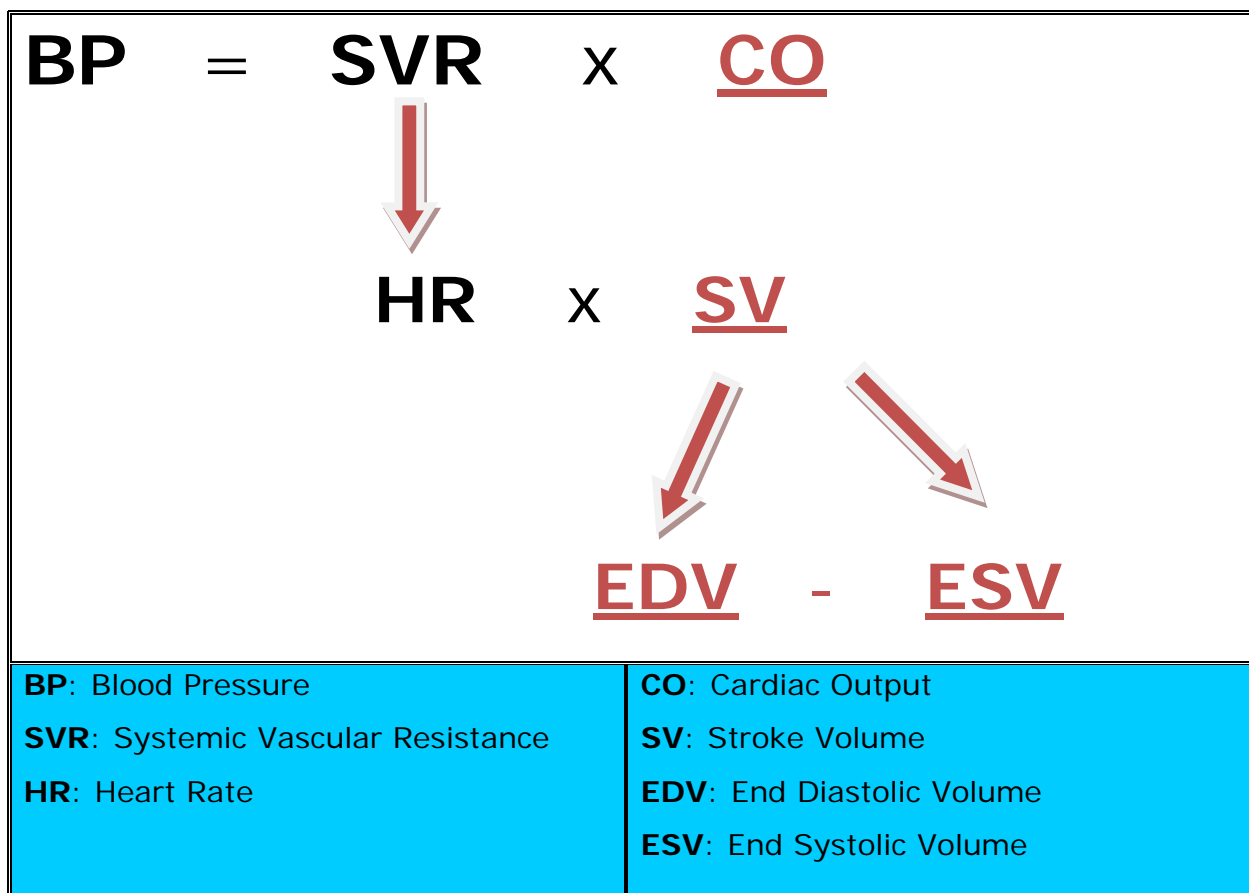 BP = SVR x CO
HR x SV
EDV - ESV
BP: Blood Pressure
SVR: Systemic Vascular Resistance
HR: Heart Rate
CO: Cardiac Output
SV: Stroke Volume
EDV: End Diastolic Volume
ESV: End Systolic Volume